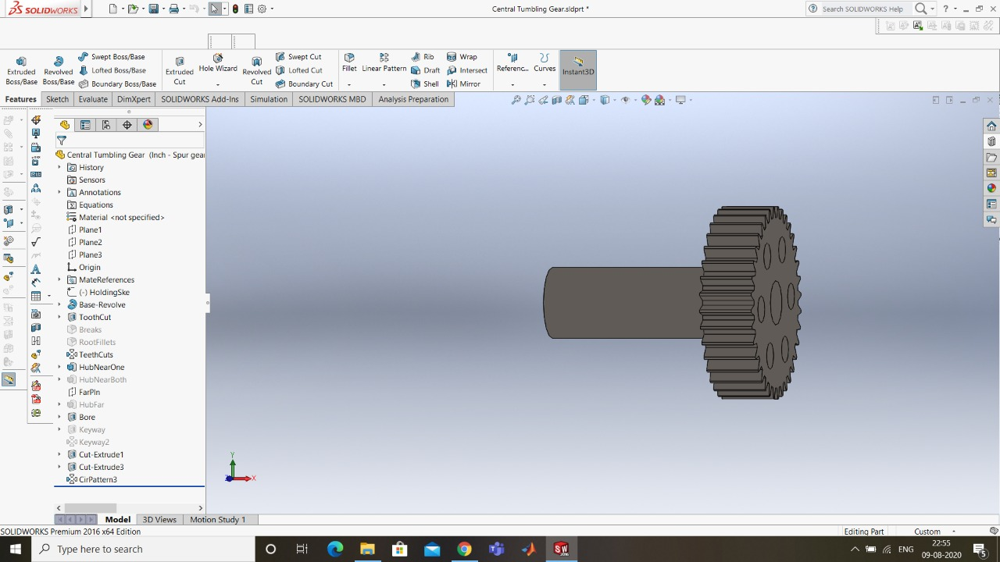 SOLIDWORKS
Central Tumbling Gear.sldprt *
Search SOLIDWORKS Help
Extruded Boss/Base
Revolved Boss/Base
Swept Boss/Base
Lofted Boss/Base
Boundary Boss/Base
Extruded Cut
Hole Wizard
Revolved Cut
Swept Cut
Lofted Cut
Boundary Cut
Fillet
Linear Pattern
Rib
Draft
Shell
Wrap
Intersect
Mirror
Referenc...
Curves
Instant3D
Features
Sketch
Evaluate
DimXpert
SOLIDWORKS Add-Ins
Simulation
SOLIDWORKS MBD
Analysis Preparation
Central Tumbling Gear (Inch - Spur gear
History
Sensors
Annotations
Equations
Material <not specified>
Plane1
Plane2
Plane3
Origin
MateReferences
(-) HoldingSke
Base-Revolve
ToothCut
Breaks
RootFillets
TeethCuts
HubNearOne
HubNearBoth
FarPln
HubFar
Bore
Keyway
Keyway2
Cut-Extrude1
Cut-Extrude3
CirPattern3
Y
X
Z
Model
3D Views
Motion Study 1
SOLIDWORKS Premium 2016 x64 Edition
Editing Part
Custom
Type here to search
SW
2016
ENG
22:55
09-08-2020
5